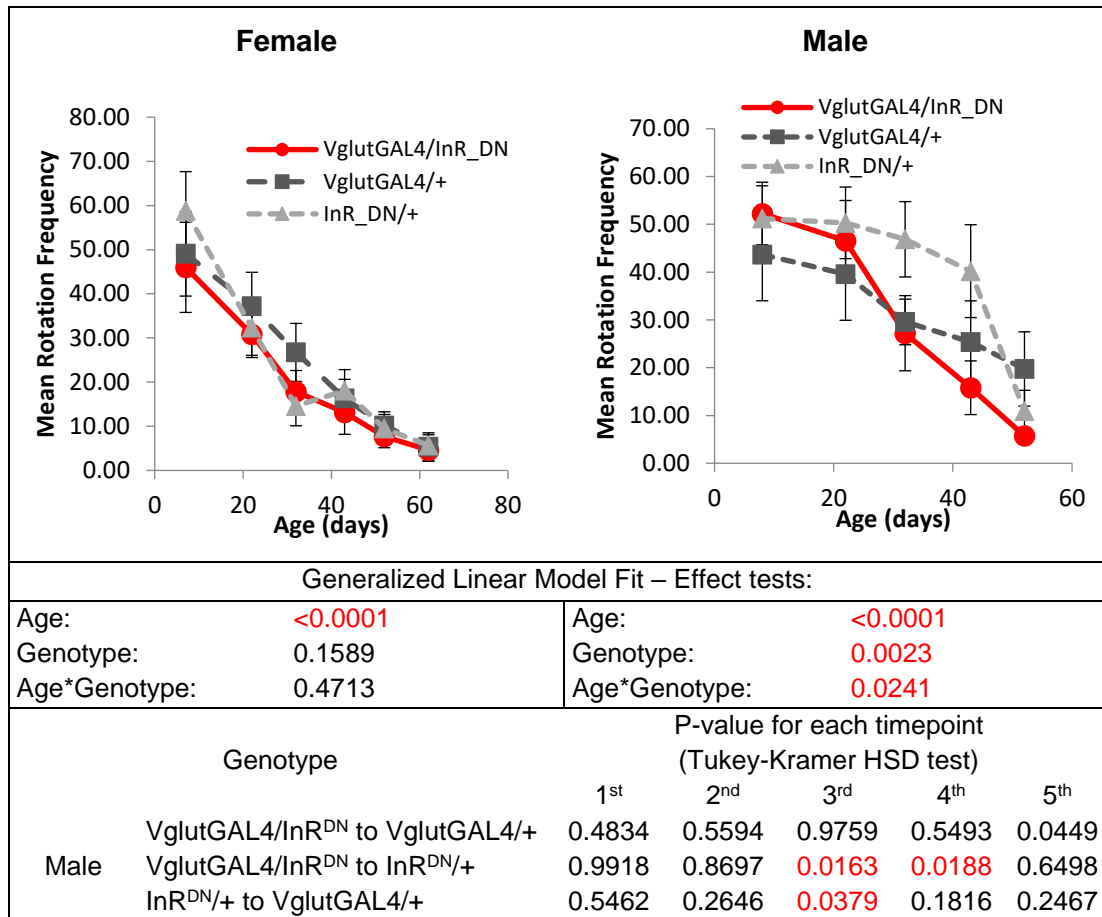 Female
Male
80.00
70.00
60.00
50.00
40.00
30.00
20.00
10.00
0.00
Mean Rotation Frequency
VglutGAL4/InR_DN
VglutGAL4/+
InR_DN/+
0 20 40 60 80
Age (days)
VglutGAL4/InR_DN
VglutGAL4/+
InR_DN/+
70.00
60.00
50.00
40.00
30.00
20.00
10.00
0.00
Mean Rotation Frequency
0 20 40 60
Age (days)
Generalized Linear Model Fit – Effect tests:
Age: <0.0001
Genotype: 0.1589
Age*Genotype: 0.4713
Age: <0.0001
Genotype: 0.0023
Age*Genotype: 0.0241
Genotype
P-value for each timepoint
(Tukey-Kramer HSD test)
1st 2nd 3rd 4th 5th
Male
VglutGAL4/InRDN to VglutGAL4/+ 0.4834 0.5594 0.9759 0.5493 0.0449
VglutGAL4/InRDN to InRDN/+ 0.9918 0.8697 0.0163 0.0188 0.6498
InRDN/+ to VglutGAL4/+ 0.5462 0.2646 0.0379 0.1816 0.2467